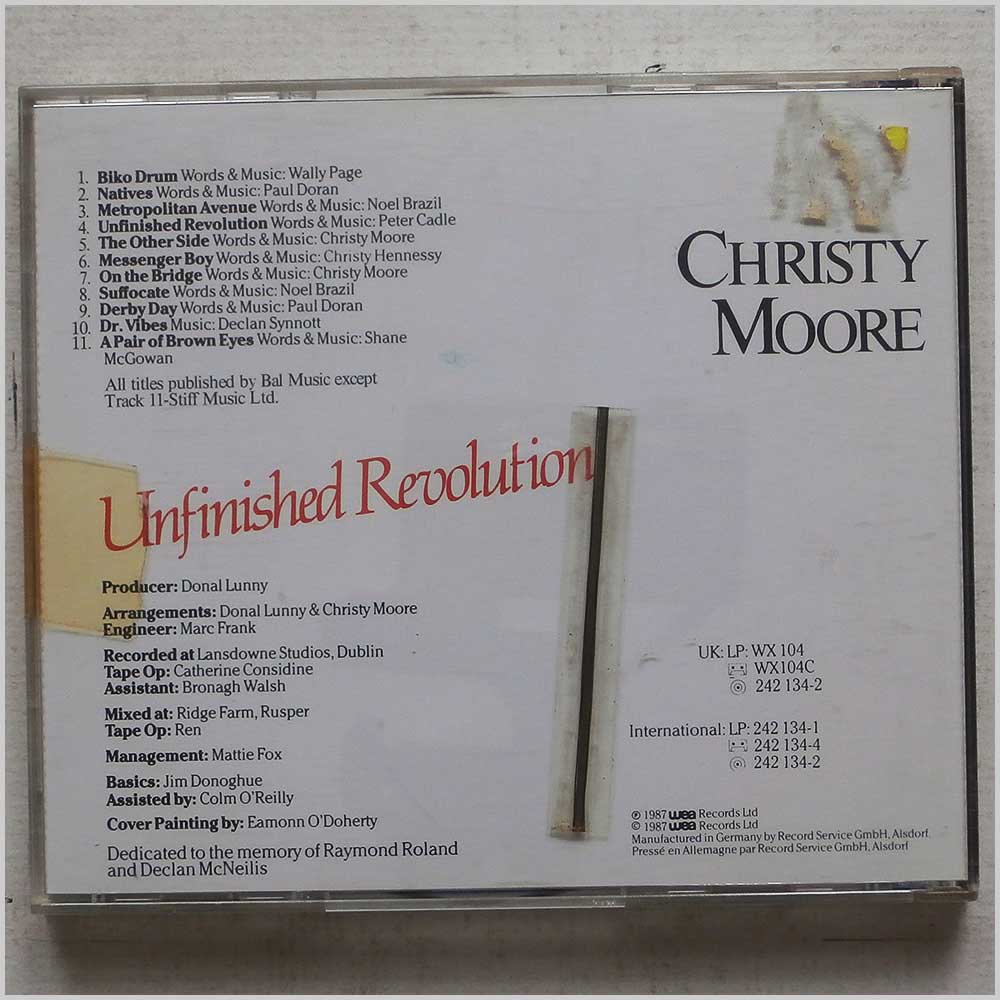 1. Biko Drum Words & Music: Wally Page
2. Natives Words & Music: Paul Doran
3. Metropolitan Avenue Words & Music: Noel Brazil
4. Unfinished Revolution Words & Music: Peter Cadle
5. The Other Side Words & Music: Christy Moore
6. Messenger Boy Words & Music: Christy Hennessy
7. On the Bridge Words & Music: Christy Moore
8. Suffocate Words & Music: Noel Brazil
9. Derby Day Words & Music: Paul Doran
10. Dr. Vibes Music: Declan Synnott
11. A Pair of Brown Eyes Words & Music: Shane
McGowan
All titles published by Bal Music except
Track 11-Stiff Music Ltd.
CHRISTY
MOORE
Unfinished Revolution
Producer: Donal Lunny
Arrangements: Donal Lunny & Christy Moore
Engineer: Marc Frank
Recorded at Lansdowne Studios, Dublin
Tape Op: Catherine Considine
Assistant: Bronagh Walsh
Mixed at: Ridge Farm, Rusper
Tape Op: Ren
Management: Mattie Fox
Basics: Jim Donoghue
Assisted by: Colm O'Reilly
Cover Painting by: Eamonn O'Doherty
Dedicated to the memory of Raymond Roland
and Declan McNeilis
UK: LP: WX 104
WX104C
242 134-2
International: LP: 242 134-1
242 134-4
242 134-2
℗ 1987 wea Records Ltd
© 1987 wea Records Ltd
Manufactured in Germany by Record Service GmbH, Alsdorf.
Pressé en Allemagne par Record Service GmbH, Alsdorf